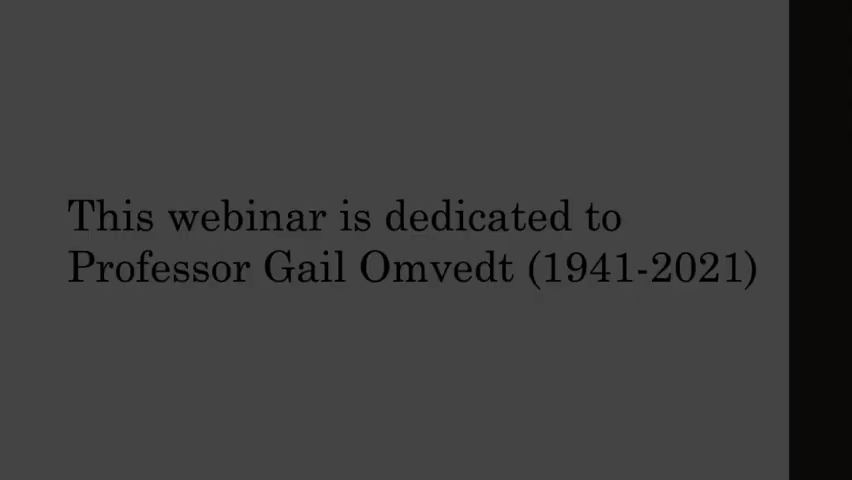 This webinar is dedicated to
Professor Gail Omvedt (1941-2021)